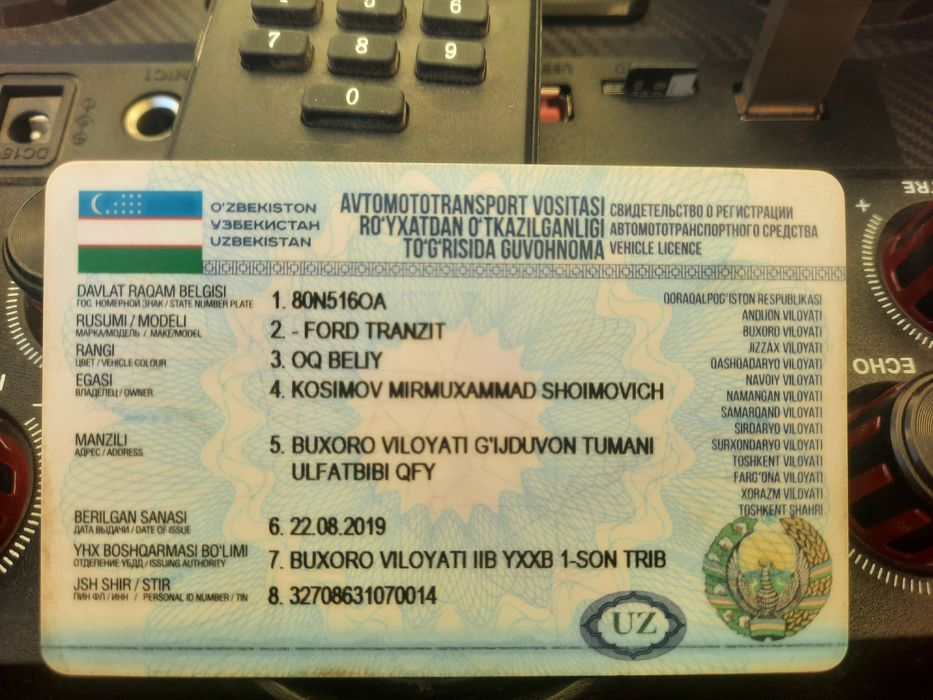 5
6
7
8
9
0
DC15
MIC1
USB
O'ZBEKISTON
УЗБЕКИСТАН
UZBEKISTAN
AVTOMOTOTRANSPORT VOSITASI
RO'YXATDAN O'TKAZILGANLIGI
TO'G'RISIDA GUVOHNOMA
СВИДЕТЕЛЬСТВО О РЕГИСТРАЦИИ
АВТОМОТОТРАНСПОРТНОГО СРЕДСТВА
VEHICLE LICENCE
DAVLAT RAQAM BELGISI
ГОС. НОМЕРНОЙ ЗНАК / STATE NUMBER PLATE
1. 80N516OA
RUSUMI / MODELI
МАРКА/МОДЕЛЬ / MAKE/MODEL
2. - FORD TRANZIT
RANGI
ЦВЕТ / VEHICLE COLOUR
3. OQ BELIY
EGASI
ВЛАДЕЛЕЦ / OWNER
4. KOSIMOV MIRMUXAMMAD SHOIMOVICH
MANZILI
АДРЕС / ADDRESS
5. BUXORO VILOYATI G'IJDUVON TUMANI
ULFATBIBI QFY
BERILGAN SANASI
ДАТА ВЫДАЧИ / DATE OF ISSUE
6. 22.08.2019
YHX BOSHQARMASI BO'LIMI
ОТДЕЛЕНИЕ УБДД / ISSUING AUTHORITY
7. BUXORO VILOYATI IIB YXXB 1-SON TRIB
JSH SHIR / STIR
ПИН ФЛ / ИНН / PERSONAL ID NUMBER / TIN
8. 32708631070014
QORAQALPOG'ISTON RESPUBLIKASI
ANDIJON VILOYATI
BUXORO VILOYATI
JIZZAX VILOYATI
QASHQADARYO VILOYATI
NAVOIY VILOYATI
NAMANGAN VILOYATI
SAMARQAND VILOYATI
SIRDARYO VILOYATI
SURXONDARYO VILOYATI
TOSHKENT VILOYATI
FARG'ONA VILOYATI
XORAZM VILOYATI
TOSHKENT SHAHRI
UZ
ECHO